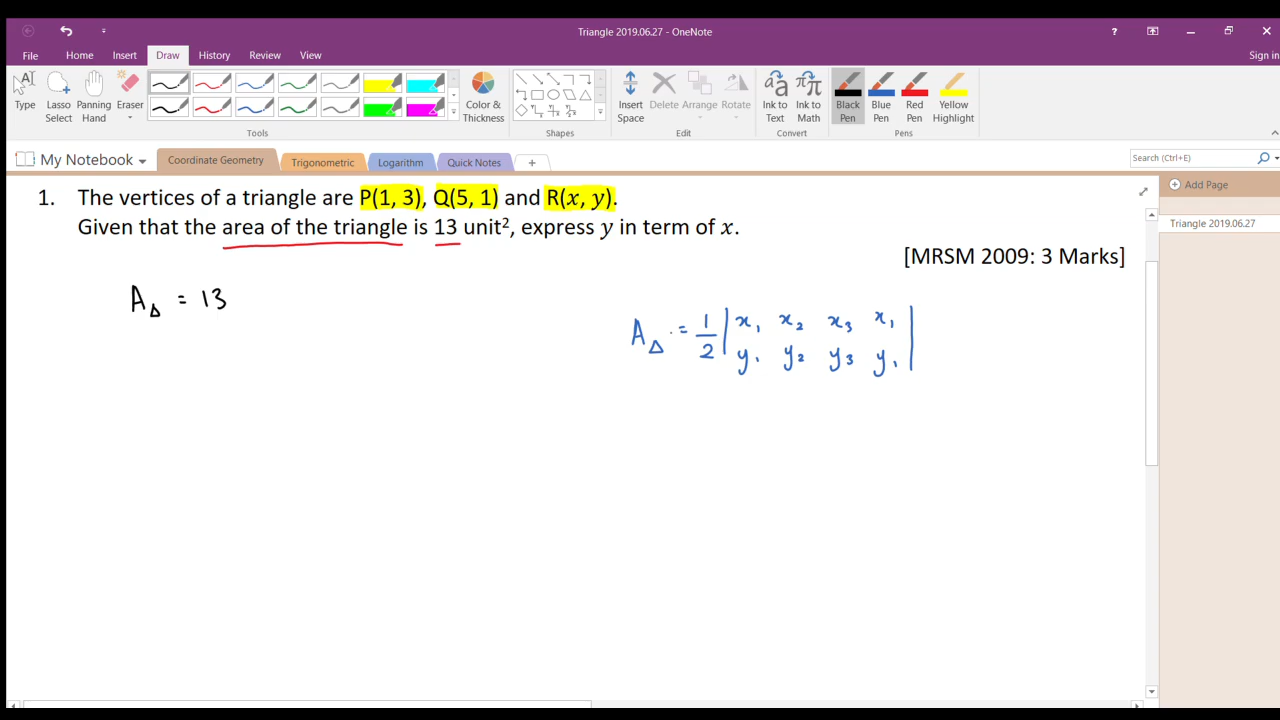 Triangle 2019.06.27 - OneNote
?
File Home Insert Draw History Review View Sign in
Type Lasso Select Panning Hand Eraser Color & Thickness Insert Space Delete Arrange Rotate Ink to Text Ink to Math Black Pen Blue Pen Red Pen Yellow Highlight
Tools Shapes Edit Convert Pens
My Notebook Coordinate Geometry Trigonometric Logarithm Quick Notes + Search (Ctrl+E)
Add Page
Triangle 2019.06.27
1. The vertices of a triangle are P(1, 3), Q(5, 1) and R(x, y).
Given that the area of the triangle is 13 unit², express y in term of x.
[MRSM 2009: 3 Marks]
A△ = 13
A△ = 1/2 | x₁ x₂ x₃ x₁ |
y₁ y₂ y₃ y₁